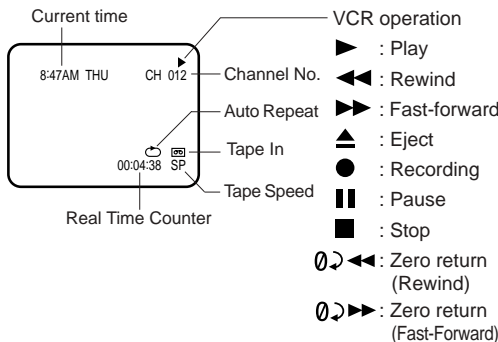 Current time
8:47AM THU
CH 012
00:04:38 SP
Real Time Counter
Channel No.
Auto Repeat
Tape In
Tape Speed
VCR operation
: Play
: Rewind
: Fast-forward
: Eject
: Recording
: Pause
: Stop
0 : Zero return
(Rewind)
0 : Zero return
(Fast-Forward)